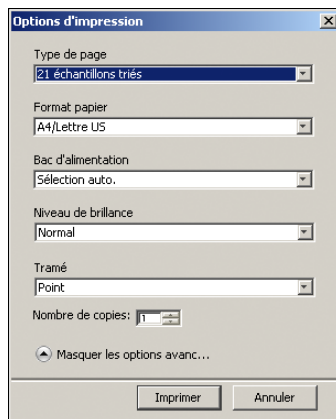 Options d'impression
Type de page
21 échantillons triés
Format papier
A4/Lettre US
Bac d'alimentation
Sélection auto.
Niveau de brillance
Normal
Tramé
Point
Nombre de copies: 1
Masquer les options avanc...
Imprimer Annuler